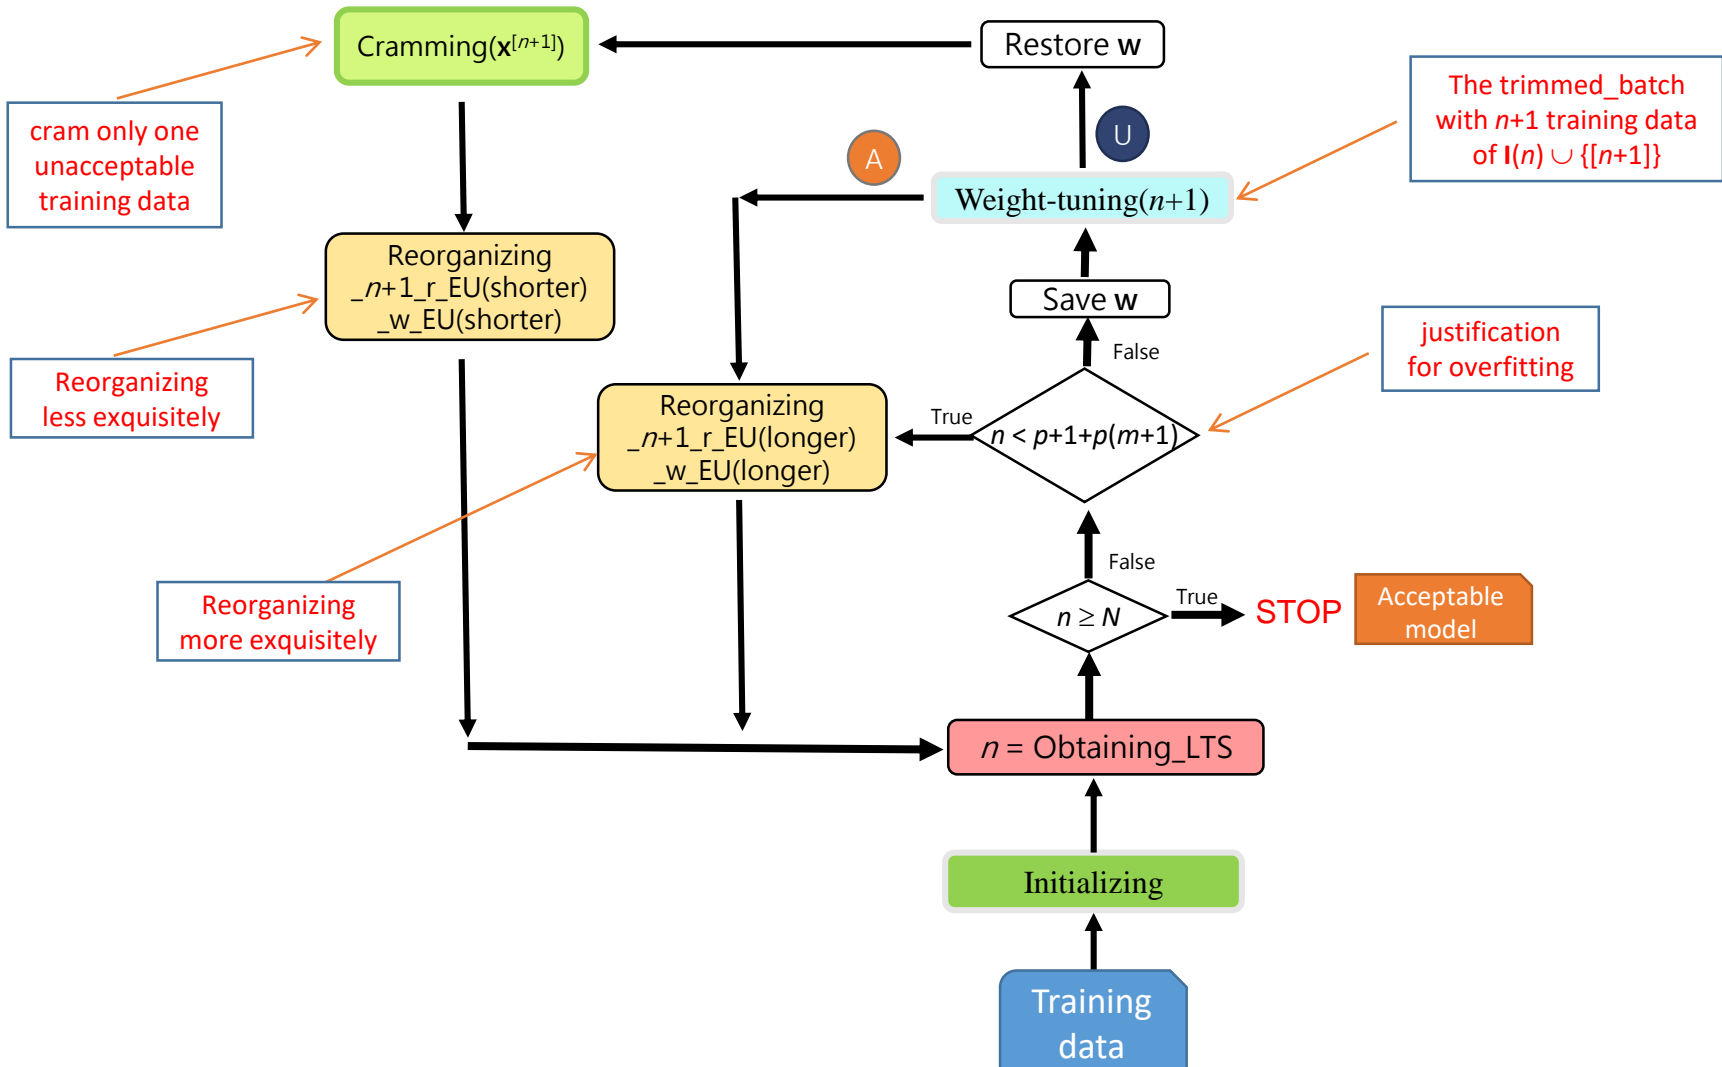 Cramming(x[n+1])
Restore w
The trimmed_batch
with n+1 training data
of I(n) ∪ {[n+1]}
cram only one
unacceptable
training data
U
A
Weight-tuning(n+1)
Reorganizing
_n+1_r_EU(shorter)
_w_EU(shorter)
Save w
justification
for overfitting
False
Reorganizing
less exquisitely
Reorganizing
_n+1_r_EU(longer)
_w_EU(longer)
True
n < p+1+p(m+1)
False
Reorganizing
more exquisitely
n ≥ N
True
STOP
Acceptable
model
n = Obtaining_LTS
Initializing
Training
data